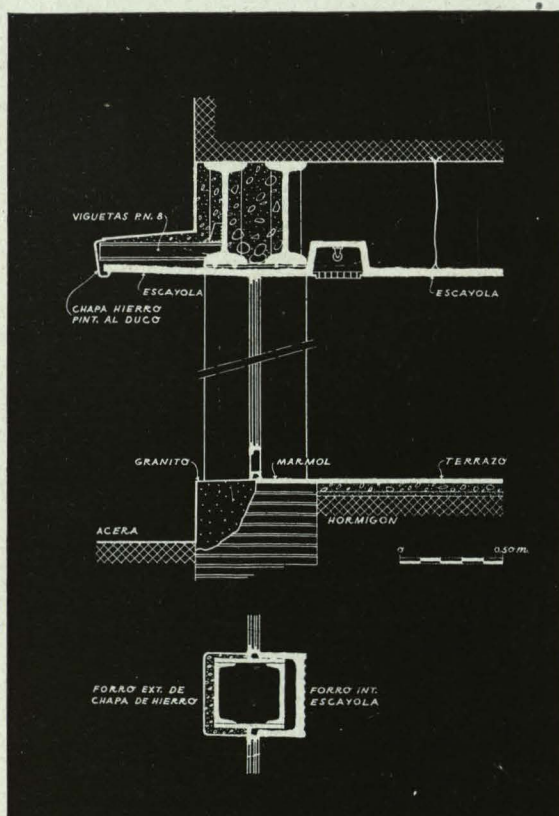 VIGUETAS P.N. 8
ESCAYOLA
ESCAYOLA
CHAPA HIERRO
PINT. AL DUCO
GRANITO
MARMOL
TERRAZO
ACERA
HORMIGON
0 0.50 m.
FORRO EXT. DE
CHAPA DE HIERRO
FORRO INT.
ESCAYOLA